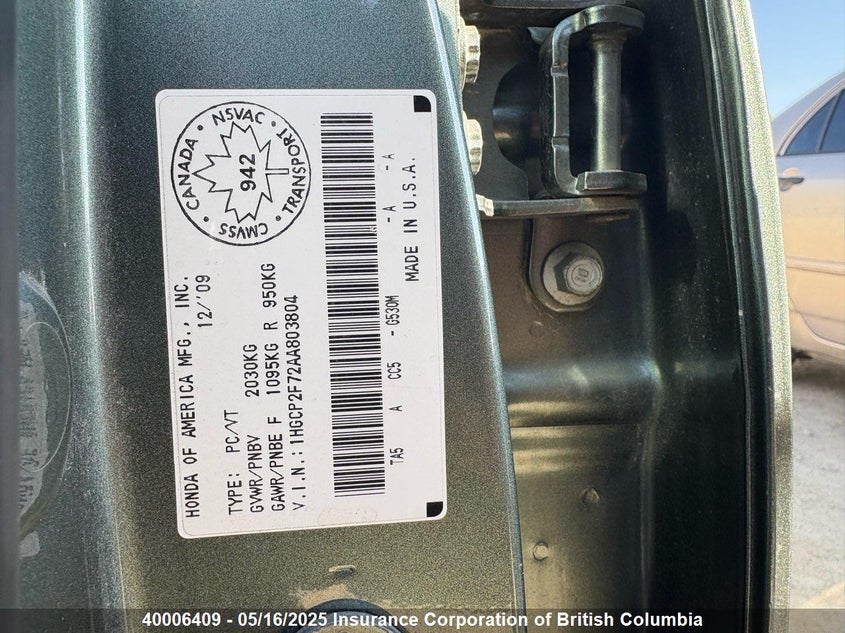 CANADA • NSVAC • TRANSPORT • CMVSS •
942
HONDA OF AMERICA MFG., INC.
12/'09
TYPE: PC/VT
GVWR/PNBV 2030KG
GAWR/PNBE F 1095KG R 950KG
V.I.N.: 1HGCP2F72AA803804
TA5 A CC5 - G530M - A - A
MADE IN U.S.A.
40006409 - 05/16/2025 Insurance Corporation of British Columbia